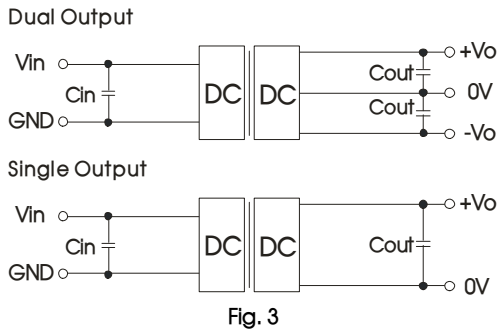 Dual Output
Vin
+Vo
Cout
Cin
DC DC
0V
Cout
GND
-Vo
Single Output
Vin
+Vo
Cin
DC DC
Cout
GND
0V
Fig. 3